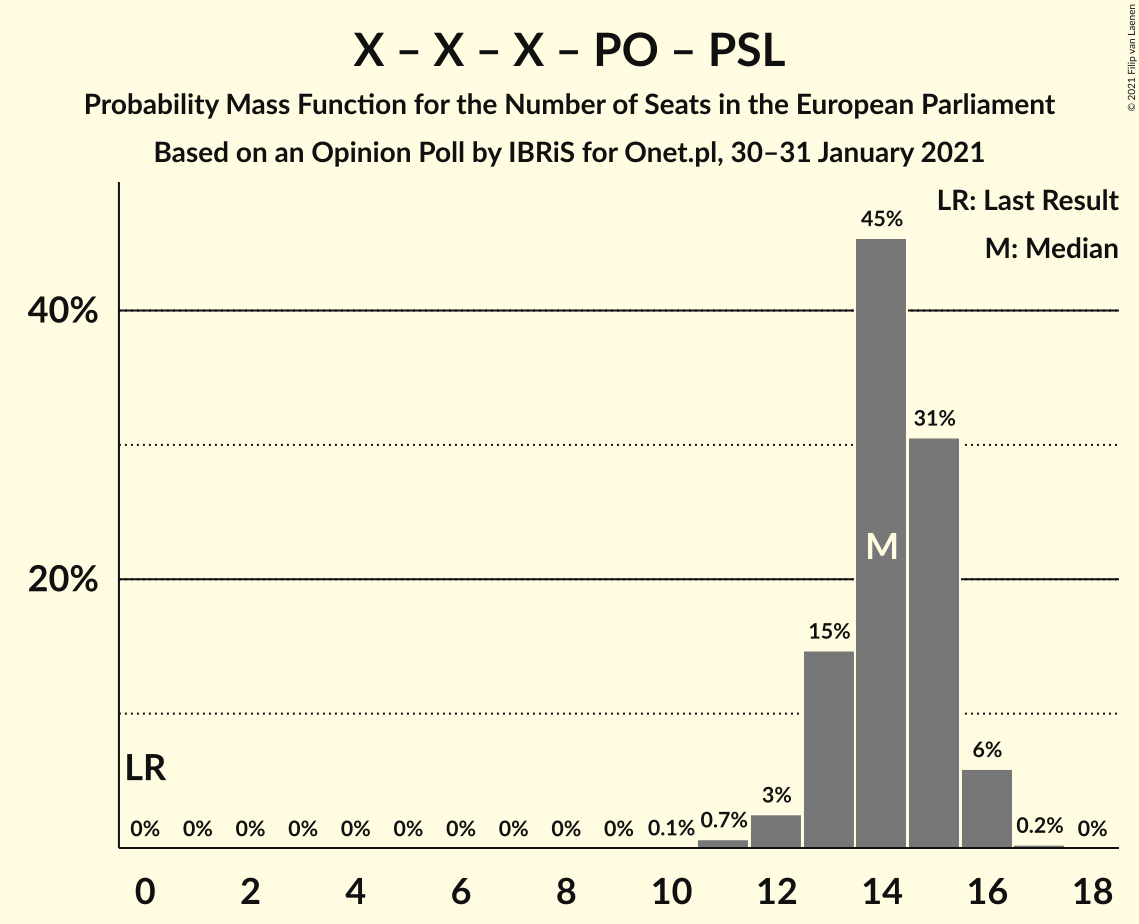 X – X – X – PO – PSL
Probability Mass Function for the Number of Seats in the European Parliament
Based on an Opinion Poll by IBRiS for Onet.pl, 30–31 January 2021
© 2021 Filip van Laenen
LR: Last Result
M: Median
40%
20%
45%
31%
M
15%
LR
6%
3%
0% 0% 0% 0% 0% 0% 0% 0% 0% 0% 0.1% 0.7% 0.2% 0%
0 2 4 6 8 10 12 14 16 18